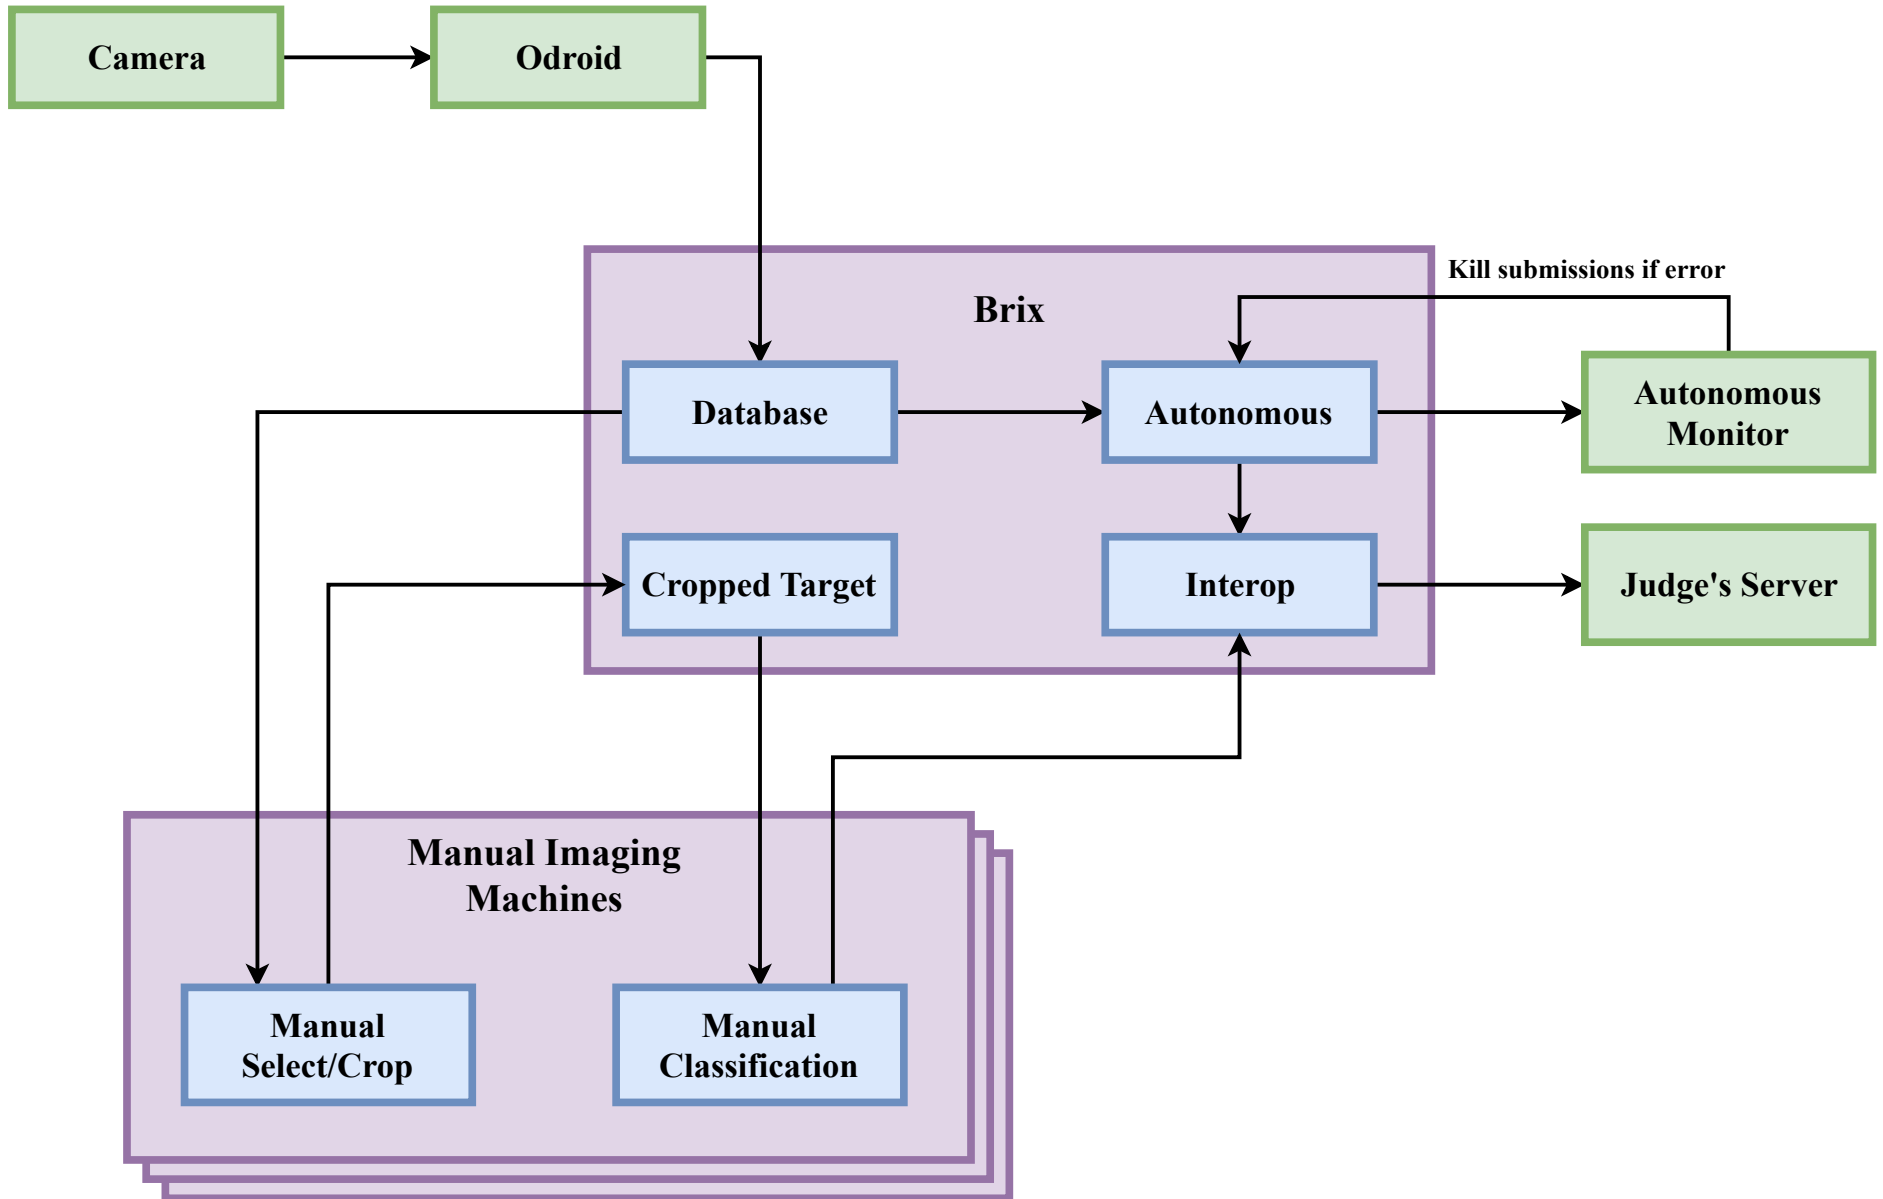 Camera
Odroid
Kill submissions if error
Brix
Database
Autonomous
Autonomous
Monitor
Cropped Target
Interop
Judge's Server
Manual Imaging
Machines
Manual
Select/Crop
Manual
Classification